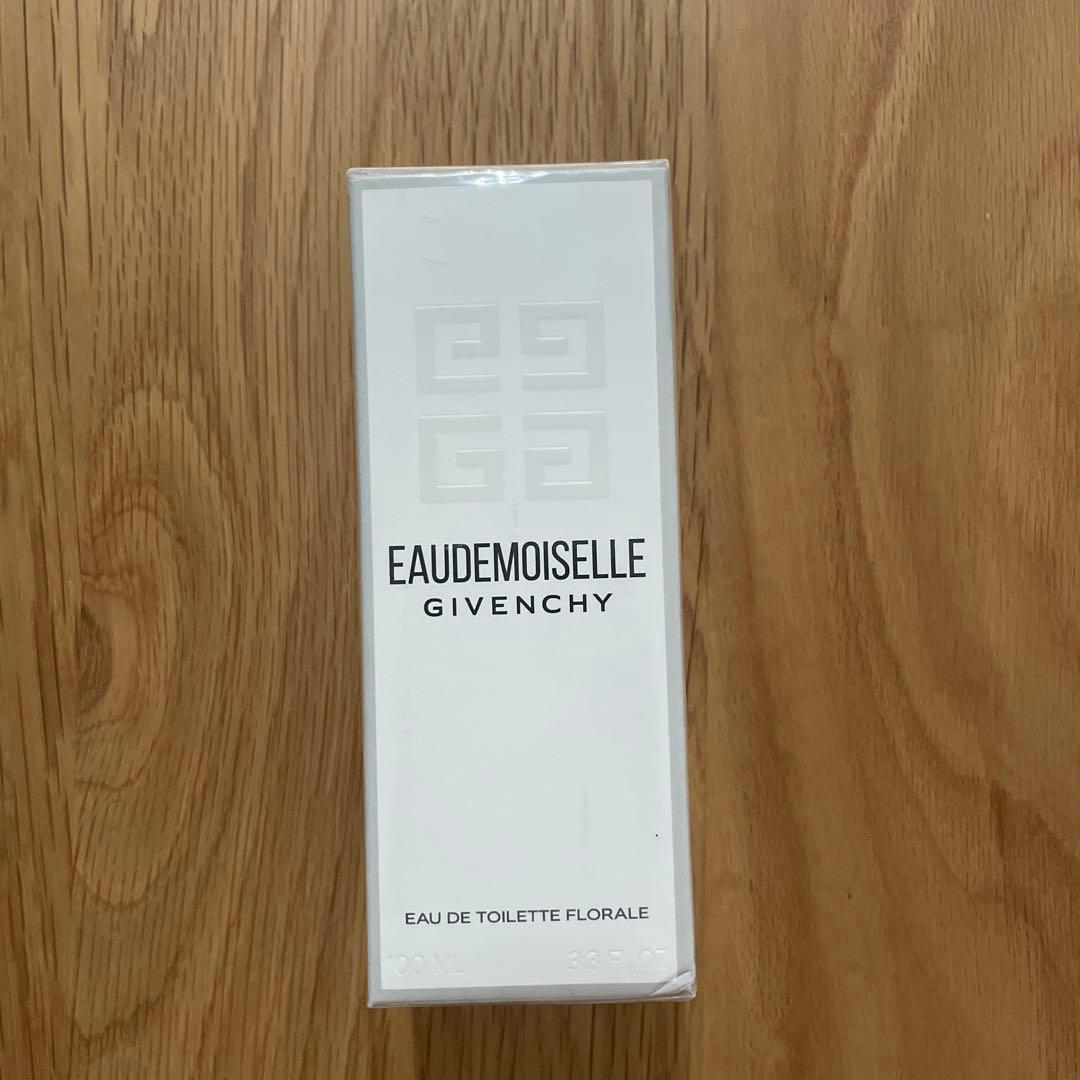 EAUDEMOISELLE
GIVENCHY
EAU DE TOILETTE FLORALE
100 ML 3.3 FL.OZ